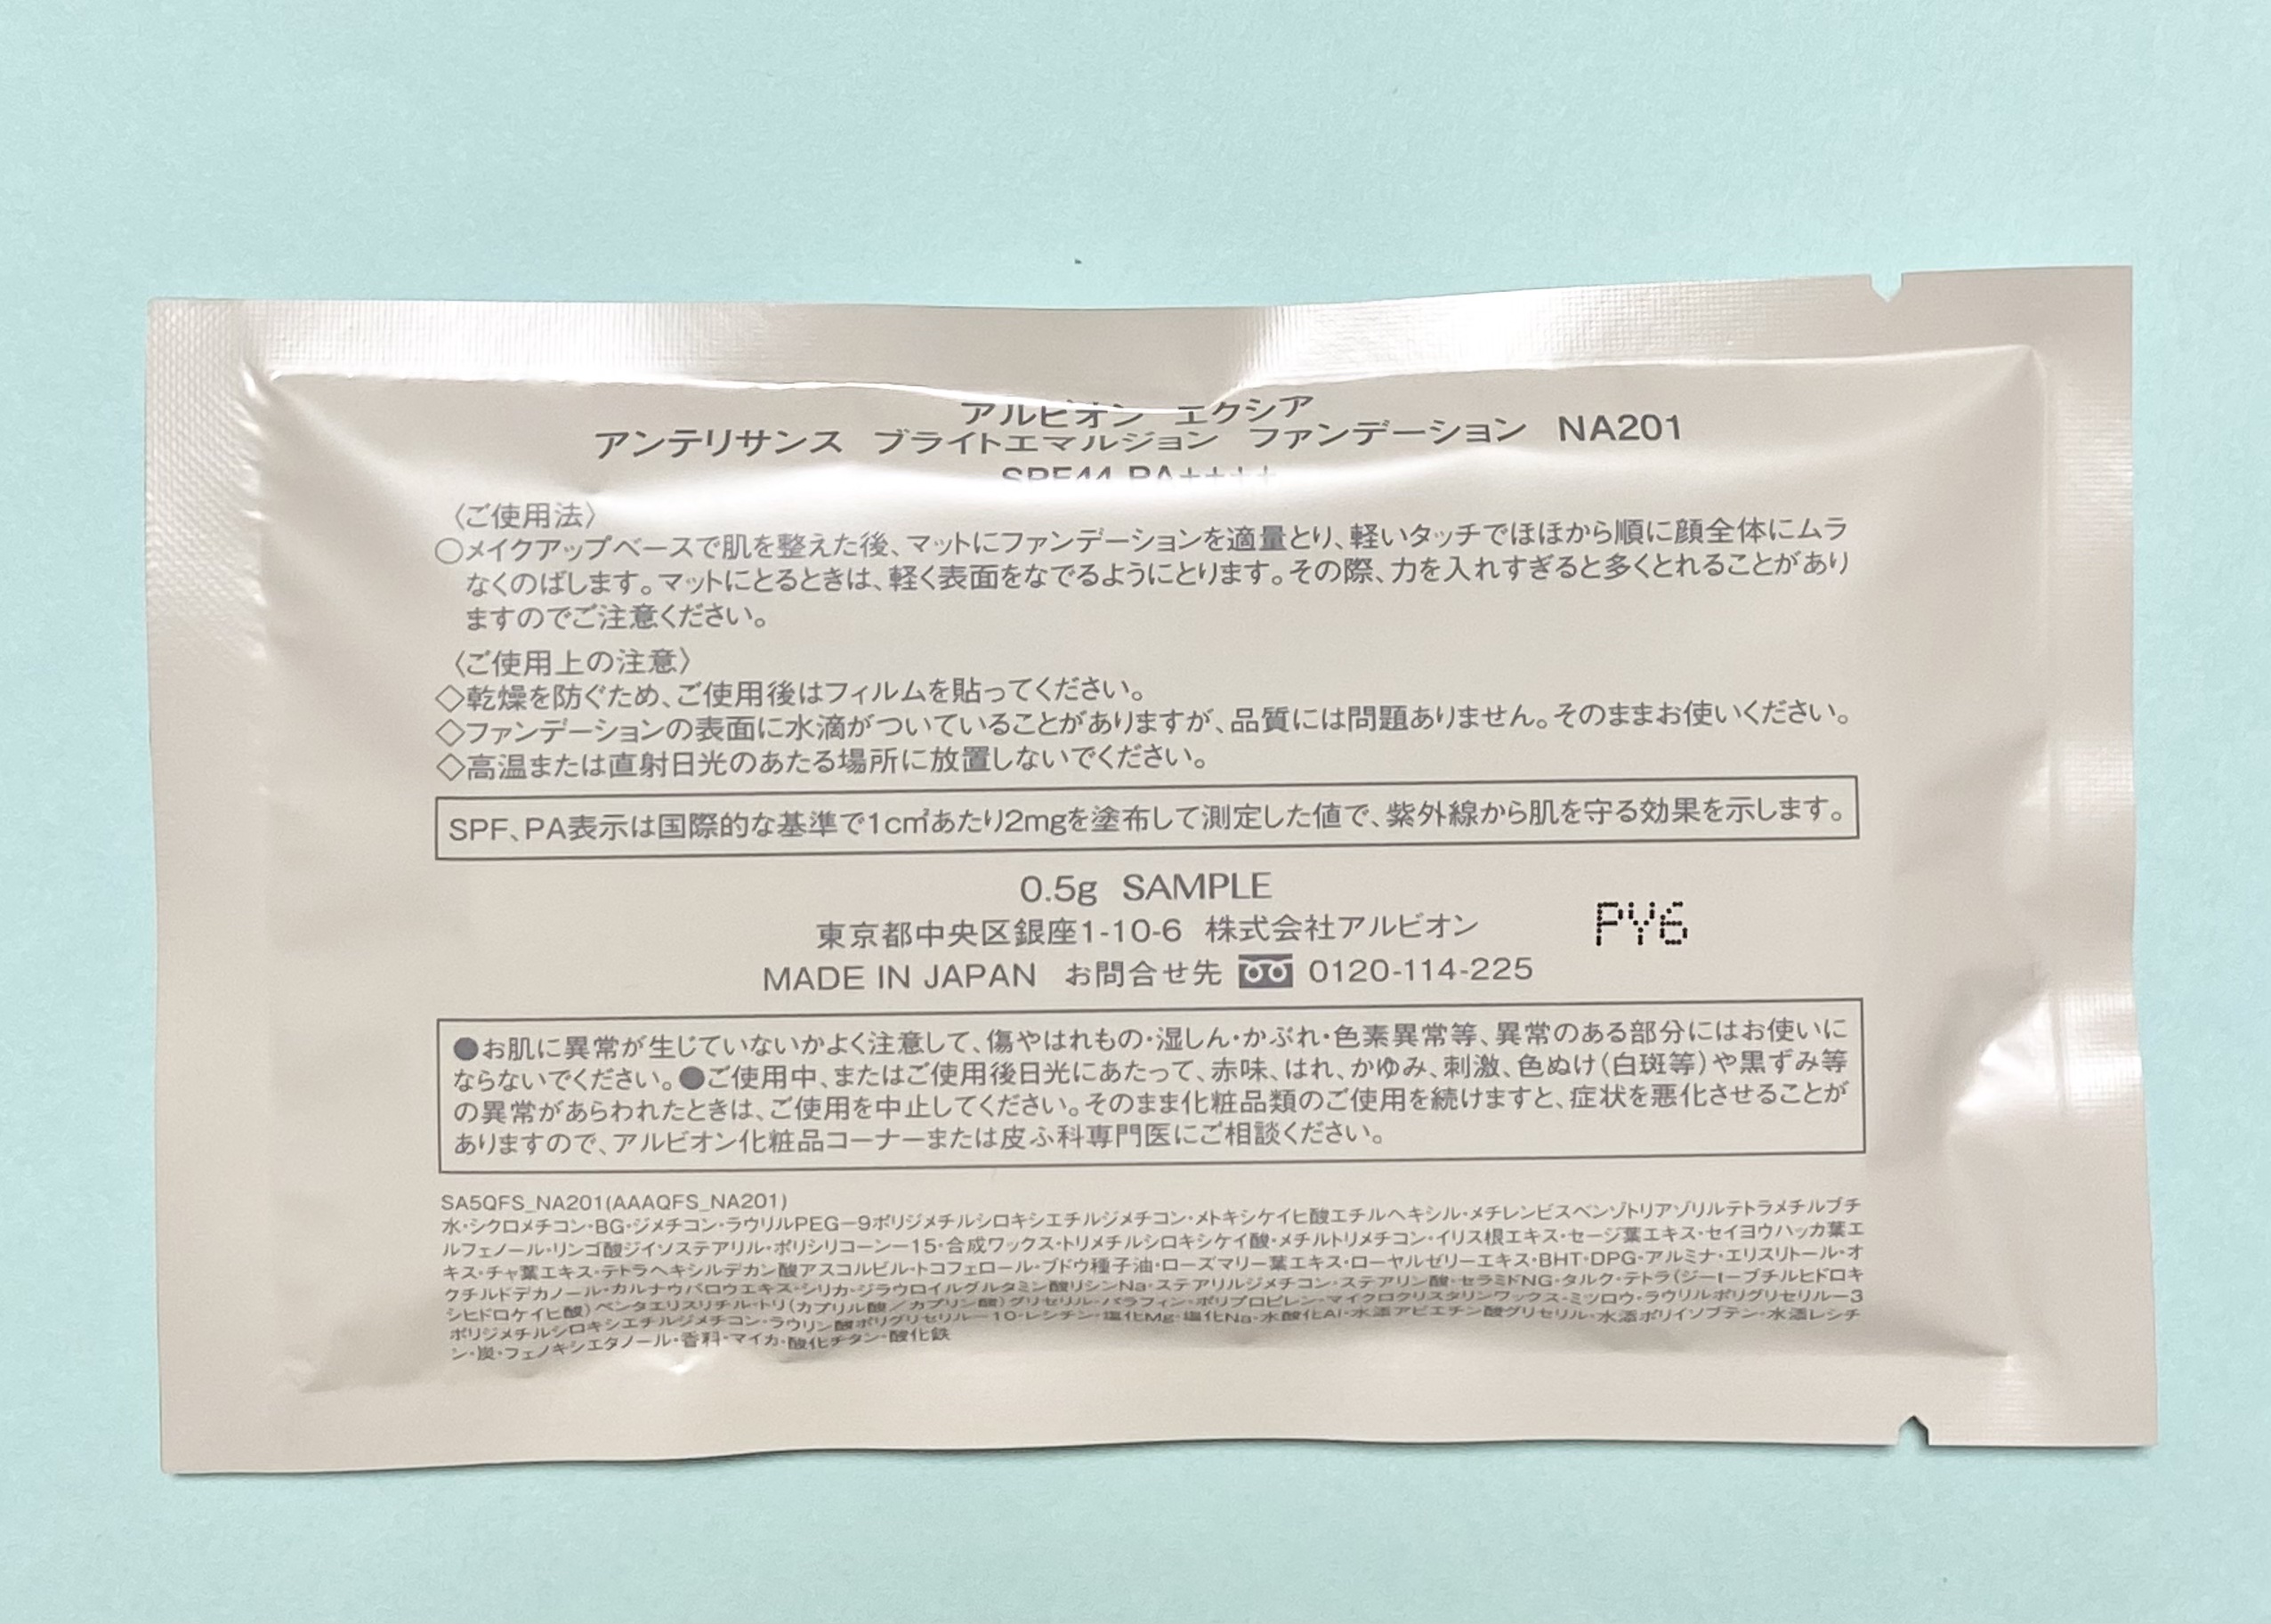 アルビオン エクシア
アンテリサンス ブライトエマルジョン ファンデーション NA201
SPF44 PA++++
〈ご使用法〉
○メイクアップベースで肌を整えた後、マットにファンデーションを適量とり、軽いタッチでほほから順に顔全体にムラ
なくのばします。マットにとるときは、軽く表面をなでるようにとります。その際、力を入れすぎると多くとれることがあり
ますのでご注意ください。
〈ご使用上の注意〉
◇乾燥を防ぐため、ご使用後はフィルムを貼ってください。
◇ファンデーションの表面に水滴がついていることがありますが、品質には問題ありません。そのままお使いください。
◇高温または直射日光のあたる場所に放置しないでください。
SPF、PA表示は国際的な基準で1c㎡あたり2mgを塗布して測定した値で、紫外線から肌を守る効果を示します。
0.5g SAMPLE
東京都中央区銀座1-10-6 株式会社アルビオン
PY6
MADE IN JAPAN お問合せ先 0120-114-225
●お肌に異常が生じていないかよく注意して、傷やはれもの・湿しん・かぶれ・色素異常等、異常のある部分にはお使いに
ならないでください。●ご使用中、またはご使用後日光にあたって、赤味、はれ、かゆみ、刺激、色ぬけ(白斑等)や黒ずみ等
の異常があらわれたときは、ご使用を中止してください。そのまま化粧品類のご使用を続けますと、症状を悪化させることが
ありますので、アルビオン化粧品コーナーまたは皮ふ科専門医にご相談ください。
SA5QFS_NA201(AAAQFS_NA201)
水・シクロメチコン・BG・ジメチコン・ラウリルPEG-9ポリジメチルシロキシエチルジメチコン・メトキシケイヒ酸エチルヘキシル・メチレンビスベンゾトリアゾリルテトラメチルブチ
ルフェノール・リンゴ酸ジイソステアリル・ポリシリコーン-15・合成ワックス・トリメチルシロキシケイ酸・メチルトリメチコン・イリス根エキス・セージ葉エキス・セイヨウハッカ葉エ
キス・チャ葉エキス・テトラヘキシルデカン酸アスコルビル・トコフェロール・ブドウ種子油・ローズマリー葉エキス・ローヤルゼリーエキス・BHT・DPG・アルミナ・エリスリトール・オ
クチルドデカノール・カルナウバロウエキス・シリカ・ジラウロイルグルタミン酸リシンNa・ステアリルジメチコン・ステアリン酸・セラミドNG・タルク・テトラ(ジ-t-ブチルヒドロキ
シヒドロケイヒ酸)ペンタエリスリチル・トリ(カプリル酸/カプリン酸)グリセリル・パラフィン・ポリプロピレン・マイクロクリスタリンワックス・ミツロウ・ラウリルポリグリセリル-3
ポリジメチルシロキシエチルジメチコン・ラウリン酸ポリグリセリル-10・レシチン・塩化Mg・塩化Na・水酸化Al・水添アビエチン酸グリセリル・水添ポリイソブテン・水添レシチ
ン・炭・フェノキシエタノール・香料・マイカ・酸化チタン・酸化鉄